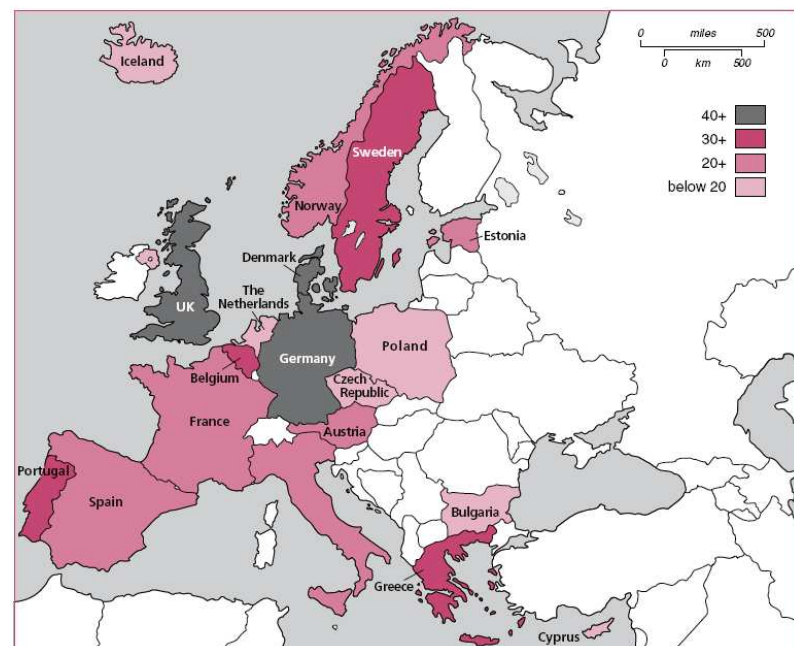 Iceland
miles
500
0
km
0
500
40+
30+
20+
below 20
Sweden
Norway
Estonia
Denmark
The
Netherlands
UK
Germany
Poland
Belgium
Czech
Republic
France
Austria
Portugal
Spain
Bulgaria
Greece
Cyprus